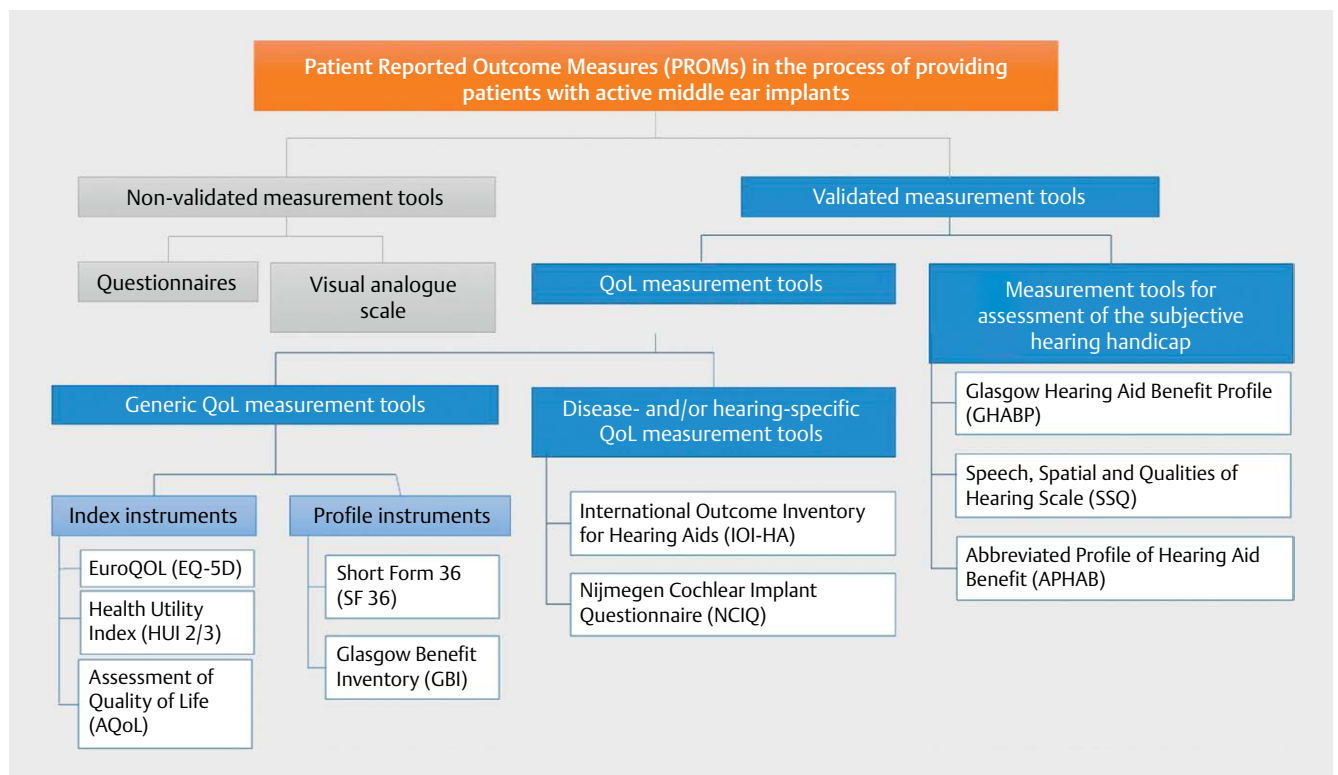 Patient Reported Outcome Measures (PROMs) in the process of providing
patients with active middle ear implants
Non-validated measurement tools
Validated measurement tools
Questionnaires
Visual analogue
scale
QoL measurement tools
Measurement tools for
assessment of the subjective
hearing handicap
Generic QoL measurement tools
Disease- and/or hearing-specific
QoL measurement tools
Glasgow Hearing Aid Benefit Profile
(GHABP)
Speech, Spatial and Qualities of
Hearing Scale (SSQ)
Abbreviated Profile of Hearing Aid
Benefit (APHAB)
Index instruments
Profile instruments
International Outcome Inventory
for Hearing Aids (IOI-HA)
Nijmegen Cochlear Implant
Questionnaire (NCIQ)
EuroQOL (EQ-5D)
Health Utility
Index (HUI 2/3)
Assessment of
Quality of Life
(AQoL)
Short Form 36
(SF 36)
Glasgow Benefit
Inventory (GBI)